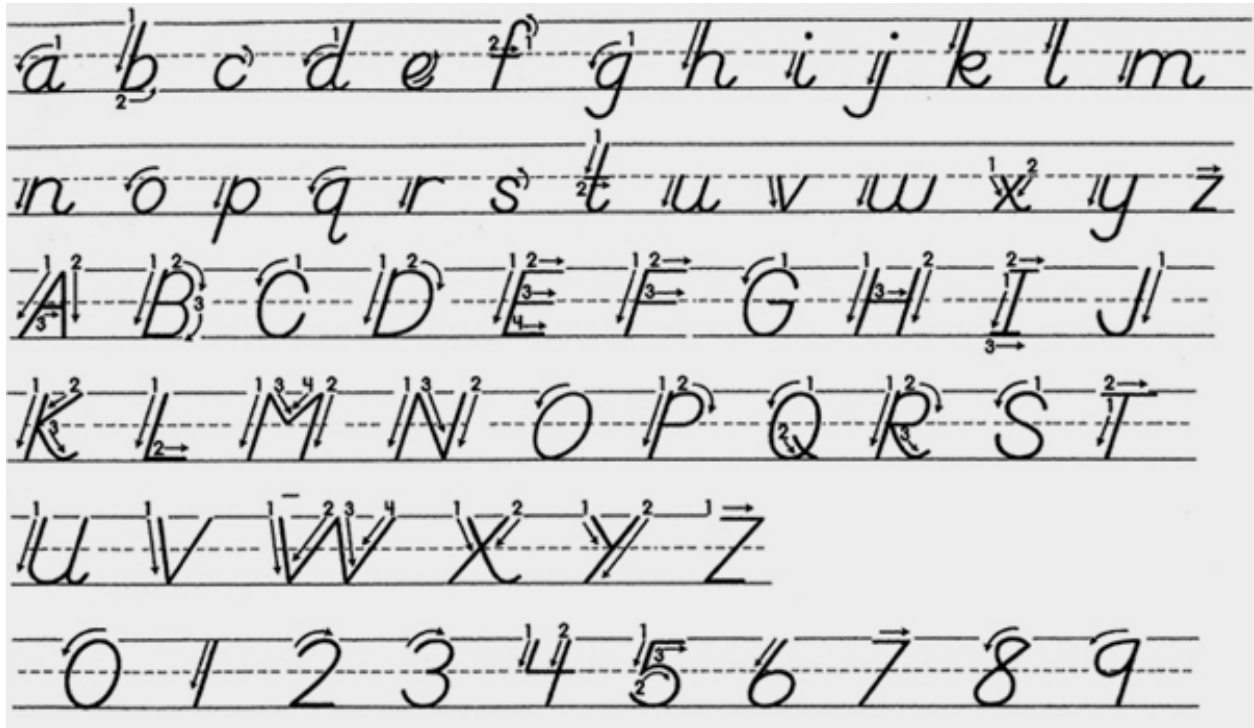 a b c d e f g h i j k l m
n o p q r s t u v w x y z
A B C D E F G H I J
K L M N O P Q R S T
U V W X Y Z
0 1 2 3 4 5 6 7 8 9